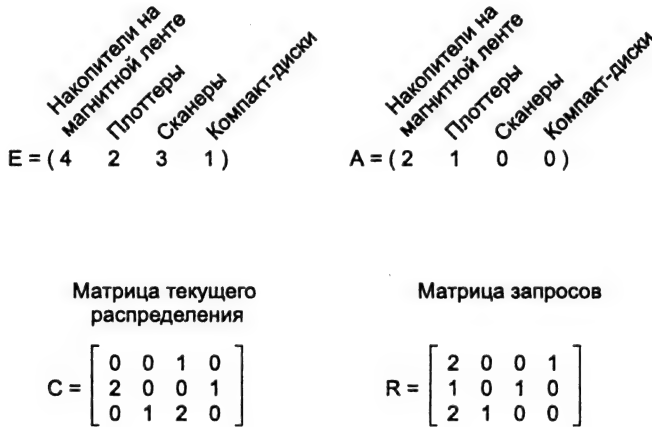 Накопители на
магнитной ленте
Плоттеры
Сканеры
Компакт-диски
E = ( 4 2 3 1 )
Накопители на
магнитной ленте
Плоттеры
Сканеры
Компакт-диски
A = ( 2 1 0 0 )
Матрица текущего
распределения
C =
0 0 1 0
2 0 0 1
0 1 2 0
Матрица запросов
R =
2 0 0 1
1 0 1 0
2 1 0 0